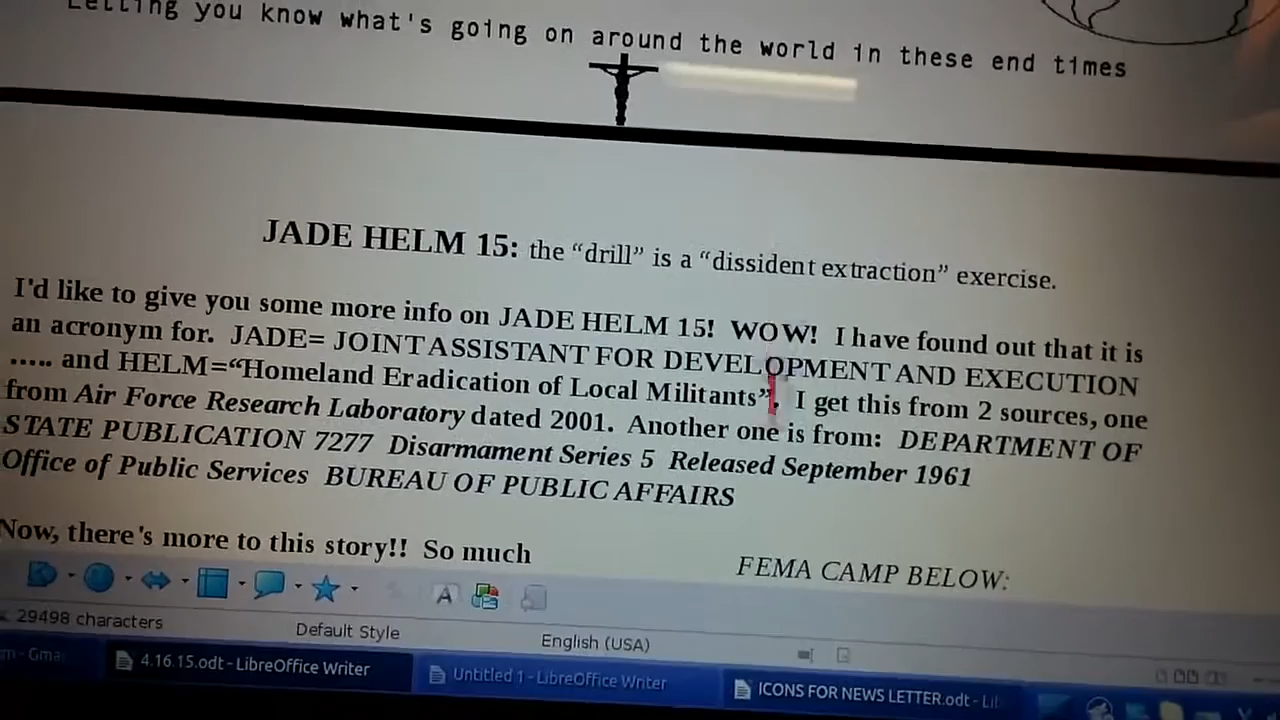 Letting you know what's going on around the world in these end times
JADE HELM 15: the “drill” is a “dissident extraction” exercise.
I'd like to give you some more info on JADE HELM 15! WOW! I have found out that it is
an acronym for. JADE= JOINT ASSISTANT FOR DEVELOPMENT AND EXECUTION
..... and HELM=“Homeland Eradication of Local Militants”. I get this from 2 sources, one
from Air Force Research Laboratory dated 2001. Another one is from: DEPARTMENT OF
STATE PUBLICATION 7277 Disarmament Series 5 Released September 1961
Office of Public Services BUREAU OF PUBLIC AFFAIRS
Now, there's more to this story!! So much
FEMA CAMP BELOW:
29498 characters
Default Style
English (USA)
4.16.15.odt - LibreOffice Writer
Untitled 1 - LibreOffice Writer
ICONS FOR NEWS LETTER.odt - Li